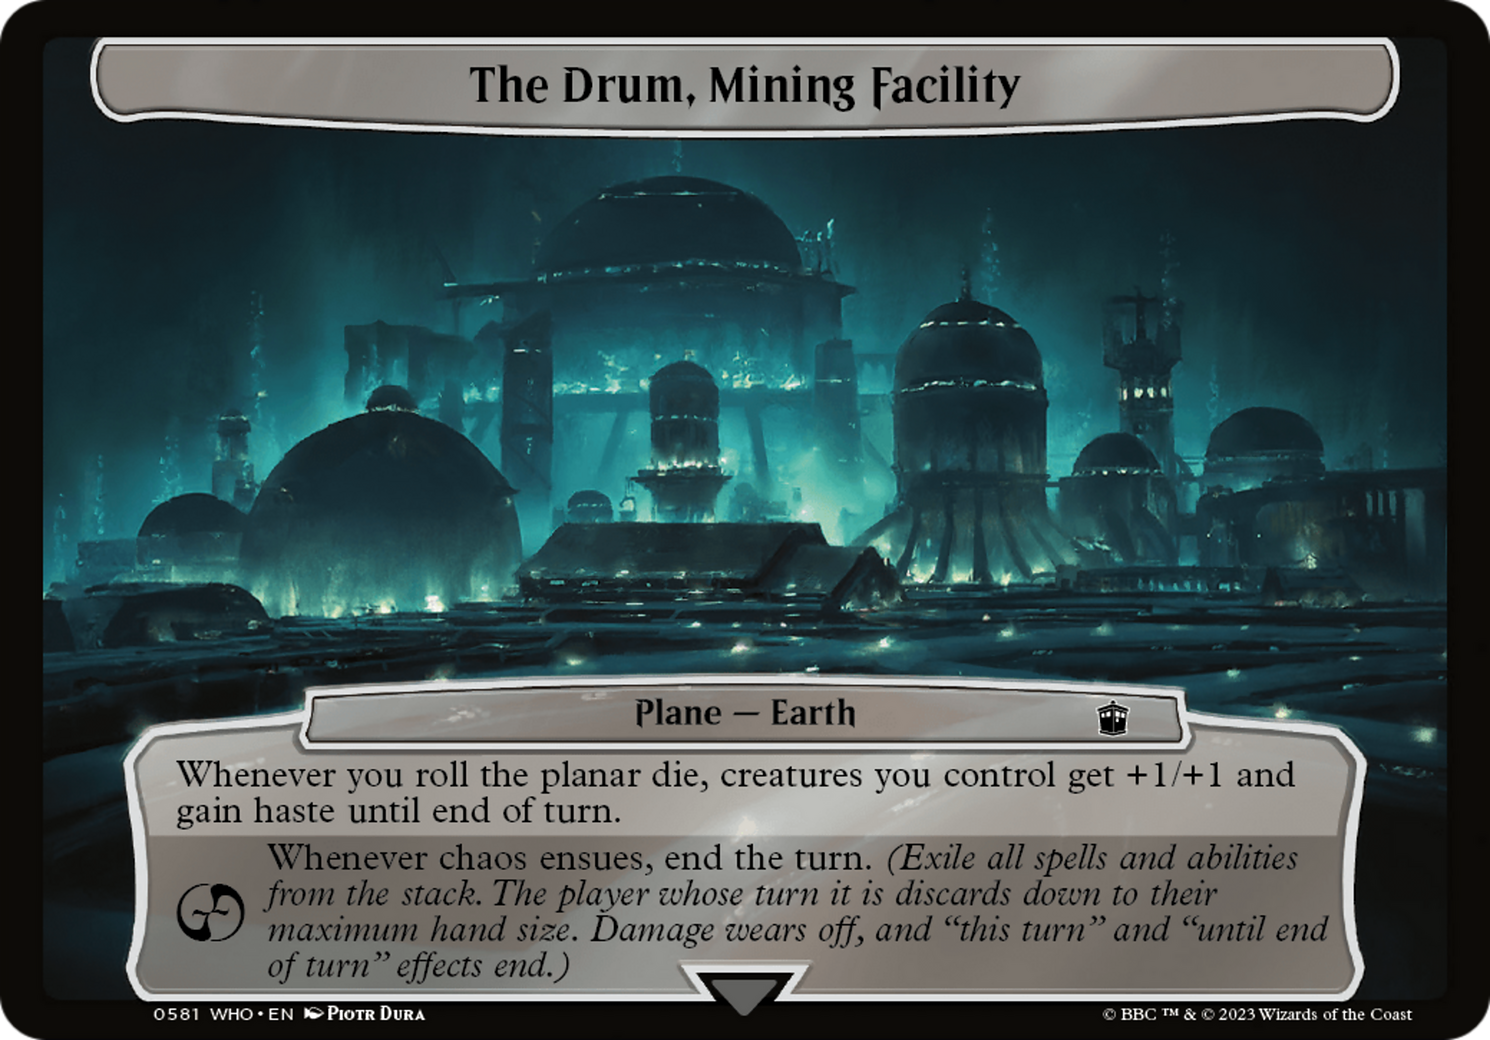 The Drum, Mining Facility
Plane — Earth
Whenever you roll the planar die, creatures you control get +1/+1 and
gain haste until end of turn.
Whenever chaos ensues, end the turn. (Exile all spells and abilities
from the stack. The player whose turn it is discards down to their
maximum hand size. Damage wears off, and “this turn” and “until end
of turn” effects end.)
0581 WHO • EN Piotr Dura
© BBC ™ & © 2023 Wizards of the Coast